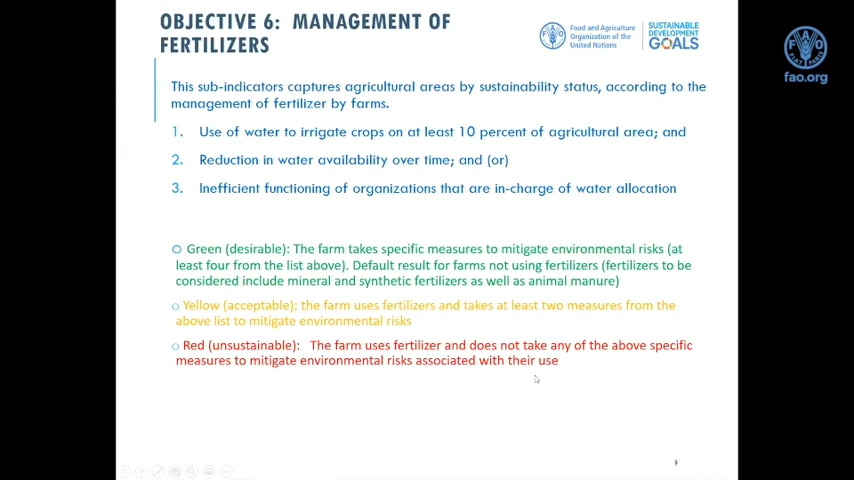 OBJECTIVE 6: MANAGEMENT OF
FERTILIZERS
Food and Agriculture
Organization of the
United Nations
SUSTAINABLE
DEVELOPMENT
GOALS
fao.org
This sub-indicators captures agricultural areas by sustainability status, according to the
management of fertilizer by farms.
1. Use of water to irrigate crops on at least 10 percent of agricultural area; and
2. Reduction in water availability over time; and (or)
3. Inefficient functioning of organizations that are in-charge of water allocation
Green (desirable): The farm takes specific measures to mitigate environmental risks (at
least four from the list above). Default result for farms not using fertilizers (fertilizers to be
considered include mineral and synthetic fertilizers as well as animal manure)
Yellow (acceptable): the farm uses fertilizers and takes at least two measures from the
above list to mitigate environmental risks
Red (unsustainable): The farm uses fertilizer and does not take any of the above specific
measures to mitigate environmental risks associated with their use